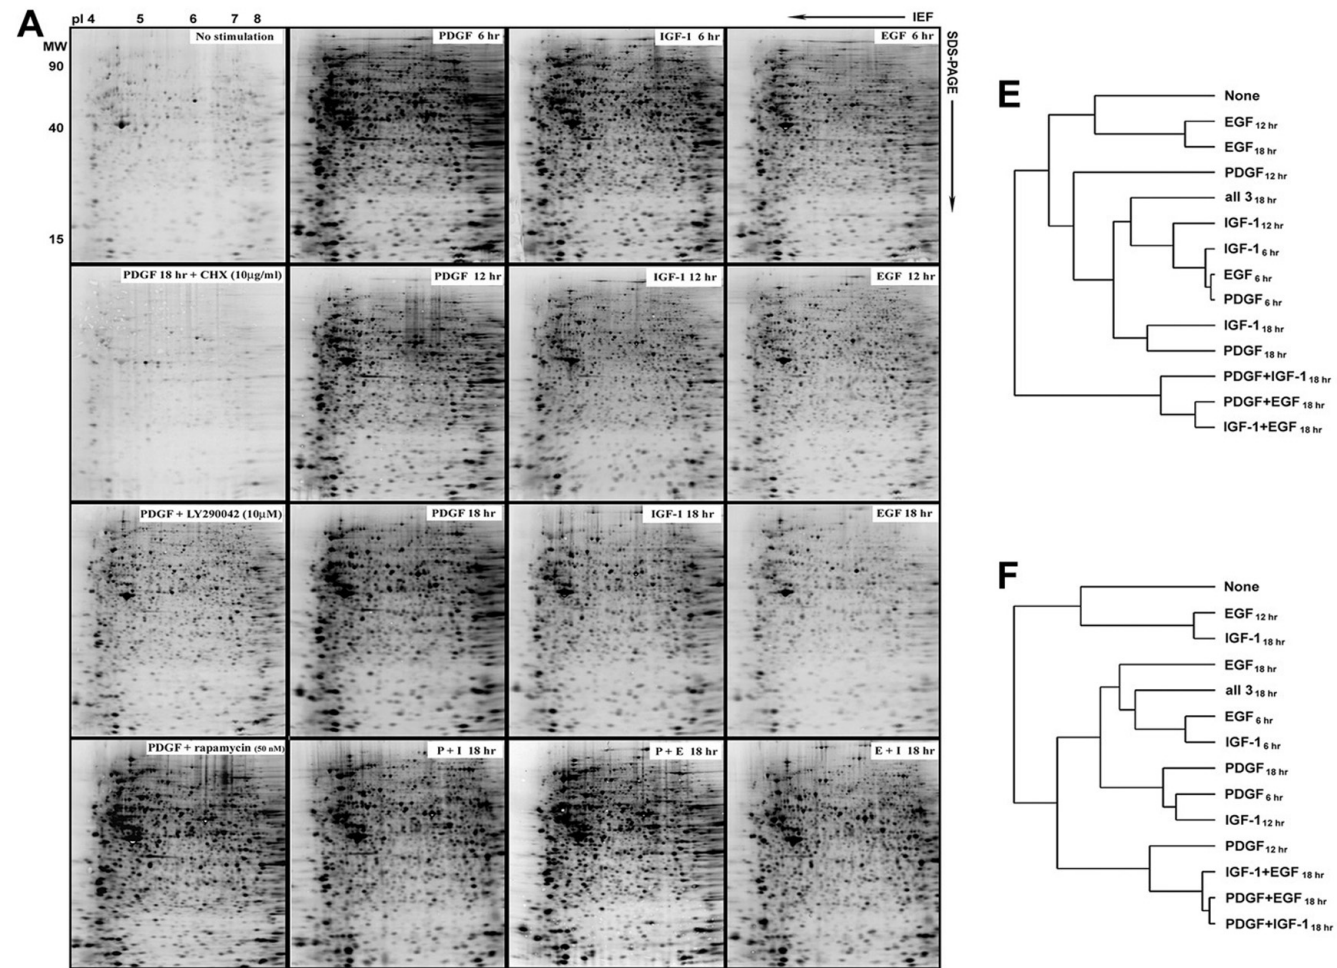 A
pI 4 5 6 7 8
IEF
MW
90
40
15
SDS-PAGE
No stimulation
PDGF 6 hr
IGF-1 6 hr
EGF 6 hr
PDGF 18 hr + CHX (10μg/ml)
PDGF 12 hr
IGF-1 12 hr
EGF 12 hr
PDGF + LY290042 (10μM)
PDGF 18 hr
IGF-1 18 hr
EGF 18 hr
PDGF + rapamycin (50 nM)
P + I 18 hr
P + E 18 hr
E + I 18 hr
E
None
EGF 12 hr
EGF 18 hr
PDGF 12 hr
all 3 18 hr
IGF-1 12 hr
IGF-1 6 hr
EGF 6 hr
PDGF 6 hr
IGF-1 18 hr
PDGF 18 hr
PDGF+IGF-1 18 hr
PDGF+EGF 18 hr
IGF-1+EGF 18 hr
F
None
EGF 12 hr
IGF-1 18 hr
EGF 18 hr
all 3 18 hr
EGF 6 hr
IGF-1 6 hr
PDGF 18 hr
PDGF 6 hr
IGF-1 12 hr
PDGF 12 hr
IGF-1+EGF 18 hr
PDGF+EGF 18 hr
PDGF+IGF-1 18 hr